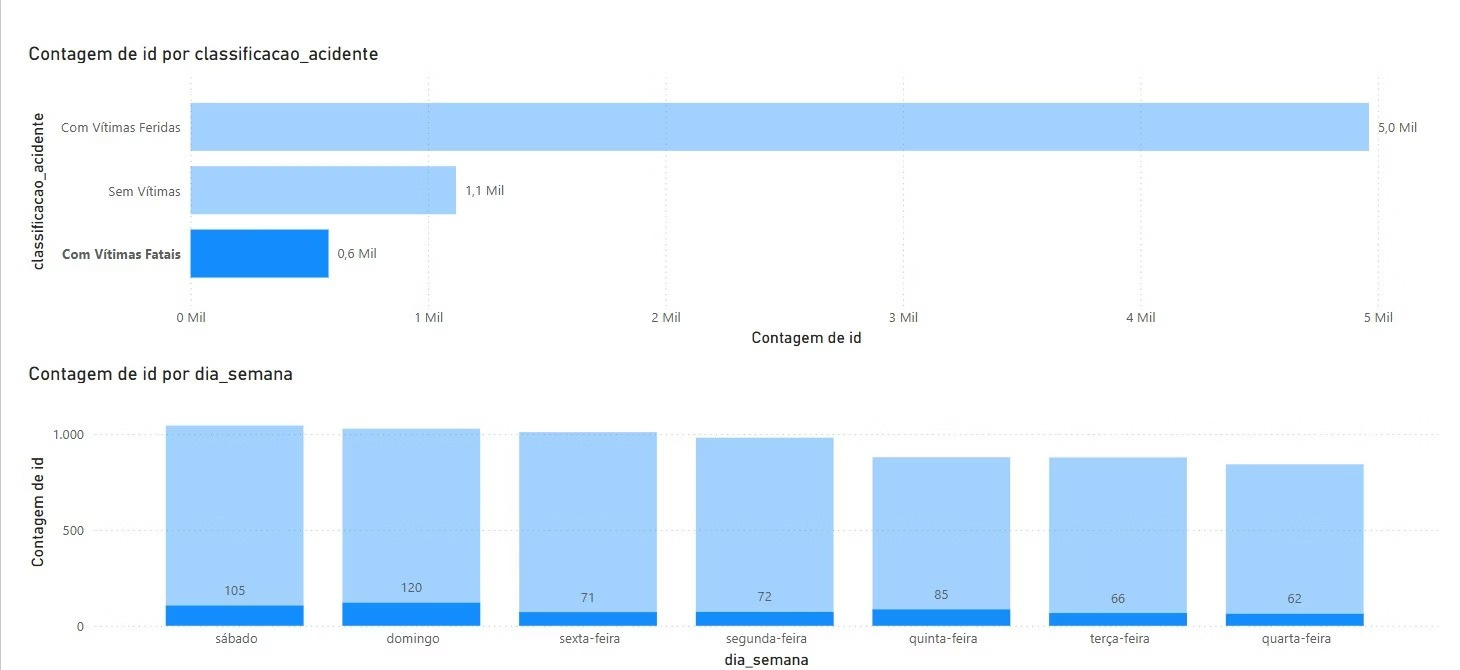 Contagem de id por classificacao_acidente
classificacao_acidente
Com Vítimas Feridas
5,0 Mil
Sem Vítimas
1,1 Mil
Com Vítimas Fatais
0,6 Mil
0 Mil
1 Mil
2 Mil
3 Mil
4 Mil
5 Mil
Contagem de id
Contagem de id por dia_semana
Contagem de id
1.000
500
0
105
120
71
72
85
66
62
sábado
domingo
sexta-feira
segunda-feira
quinta-feira
terça-feira
quarta-feira
dia_semana